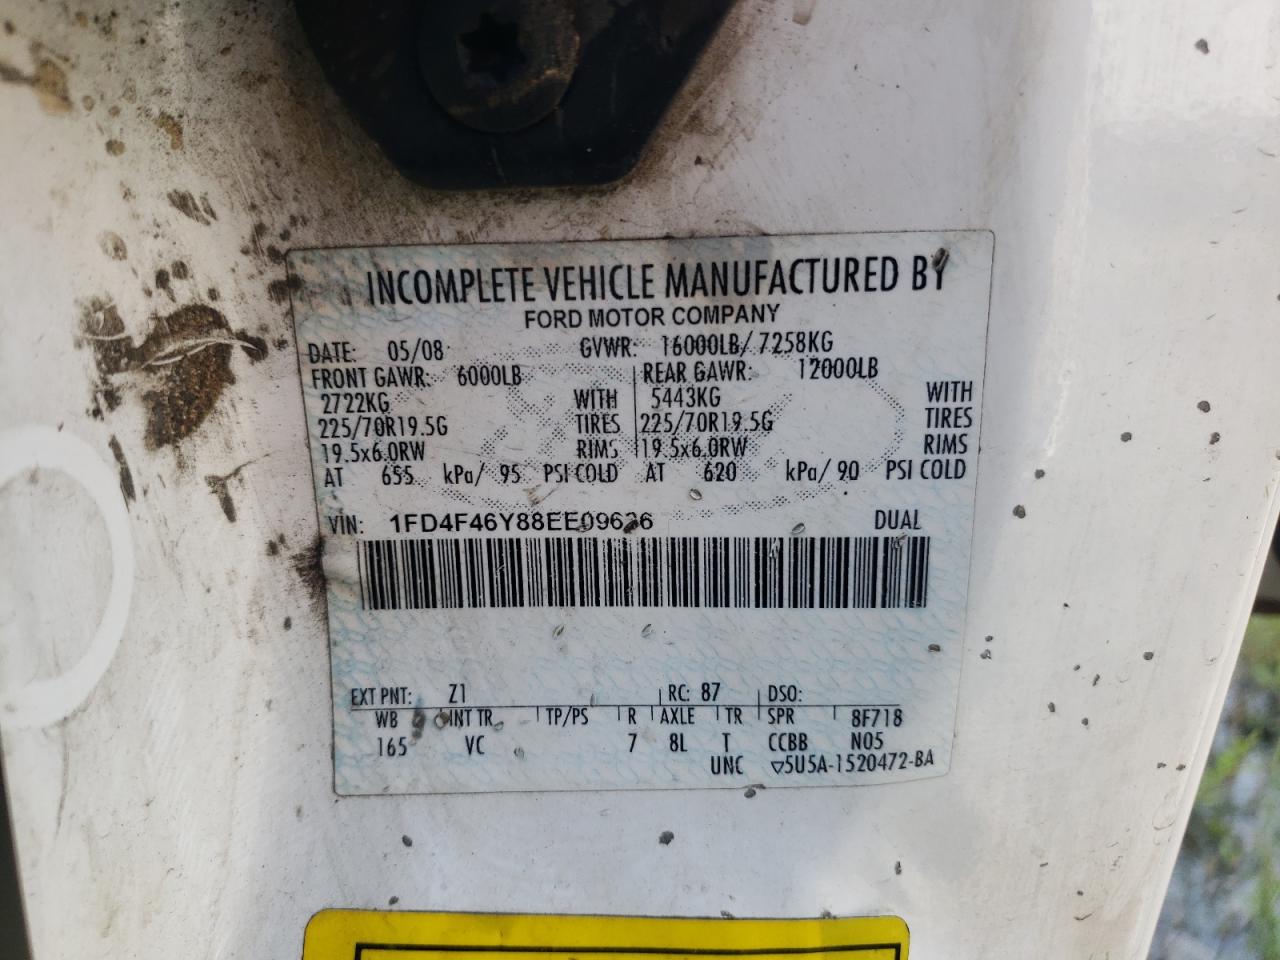 INCOMPLETE VEHICLE MANUFACTURED BY
FORD MOTOR COMPANY
DATE: 05/08 GVWR: 16000LB/ 7258KG
FRONT GAWR: 6000LB REAR GAWR: 12000LB
2722KG WITH 5443KG WITH
225/70R19.5G TIRES 225/70R19.5G TIRES
19.5x6.0RW RIMS 19.5x6.0RW RIMS
AT 655 kPa/ 95 PSI COLD AT 620 kPa/ 90 PSI COLD
VIN: 1FD4F46Y88EE09636 DUAL
EXT PNT: Z1 RC: 87 DSO:
WB INT TR TP/PS R AXLE TR SPR 8F718
165 VC 7 8L T CCBB N05
UNC ▽5U5A-1520472-BA